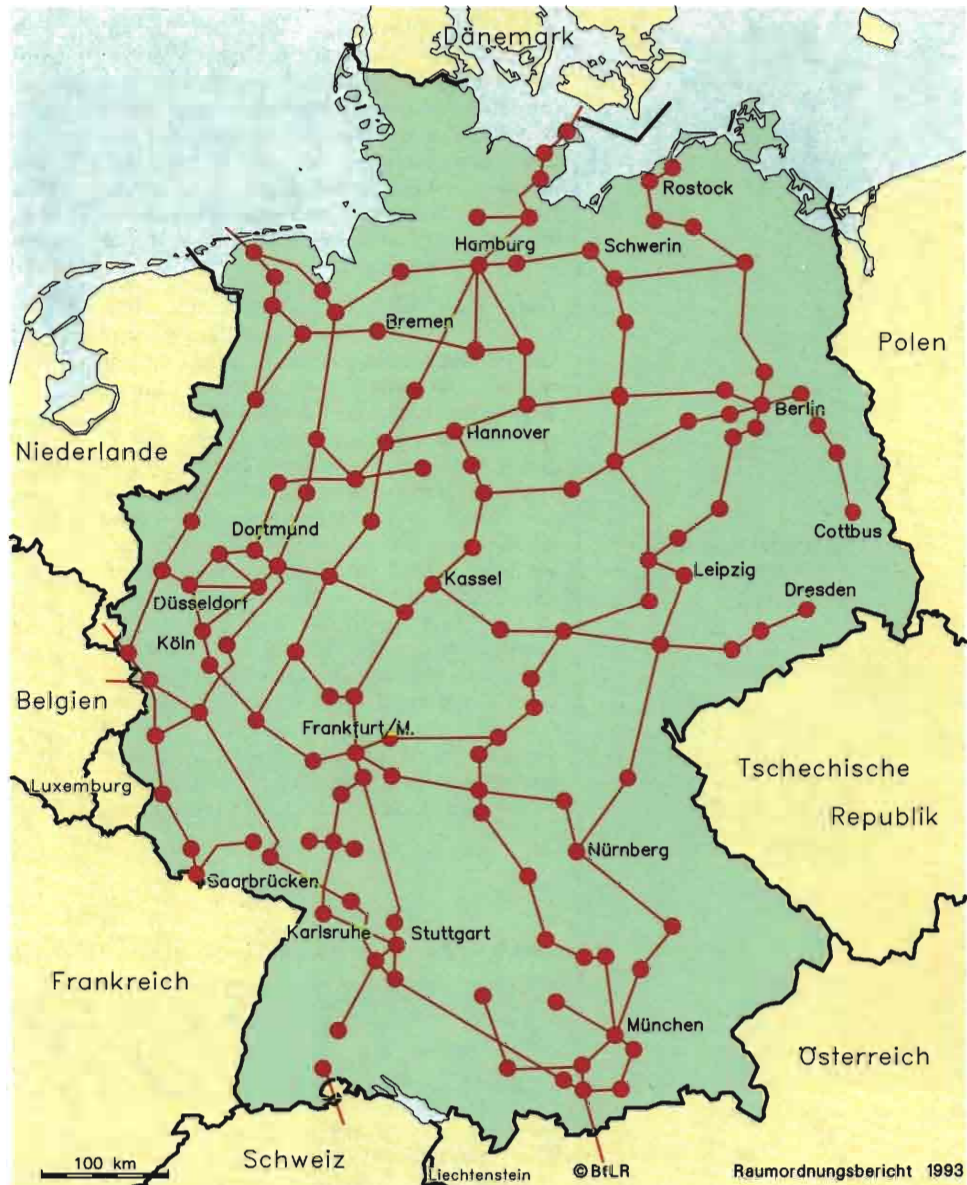 Dänemark
Rostock
Hamburg
Schwerin
Bremen
Polen
Berlin
Niederlande
Hannover
Dortmund
Cottbus
Kassel
Leipzig
Düsseldorf
Dresden
Köln
Belgien
Frankfurt/M.
Luxemburg
Tschechische
Republik
Nürnberg
Saarbrücken
Karlsruhe
Stuttgart
Frankreich
München
Österreich
Schweiz
100 km
Liechtenstein
©BfLR
Raumordnungsbericht 1993